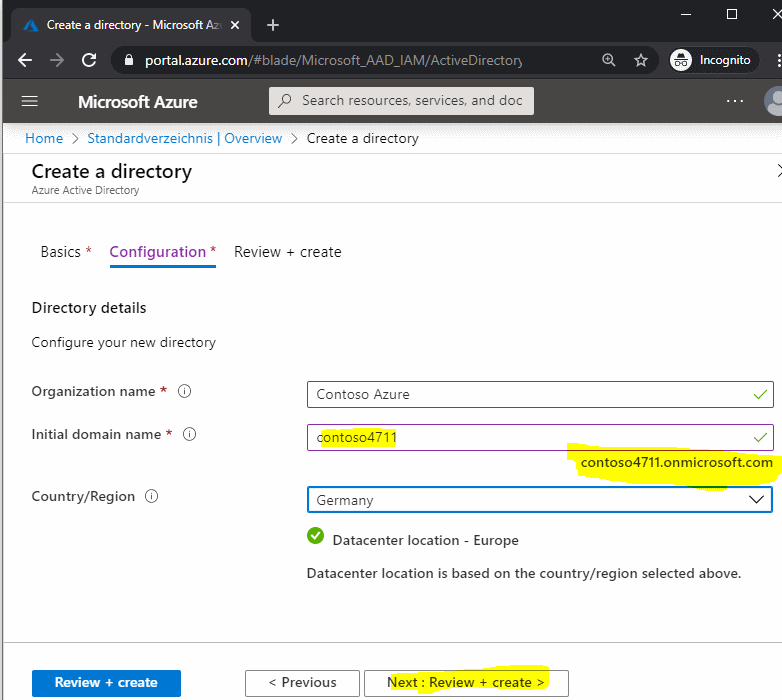 Create a directory - Microsoft Az
portal.azure.com/#blade/Microsoft_AAD_IAM/ActiveDirectory
Incognito
Microsoft Azure
Search resources, services, and doc
Home > Standardverzeichnis | Overview > Create a directory
Create a directory
Azure Active Directory
Basics * Configuration * Review + create
Directory details
Configure your new directory
Organization name *
Contoso Azure
Initial domain name *
contoso4711
contoso4711.onmicrosoft.com
Country/Region
Germany
Datacenter location - Europe
Datacenter location is based on the country/region selected above.
Review + create < Previous Next : Review + create >